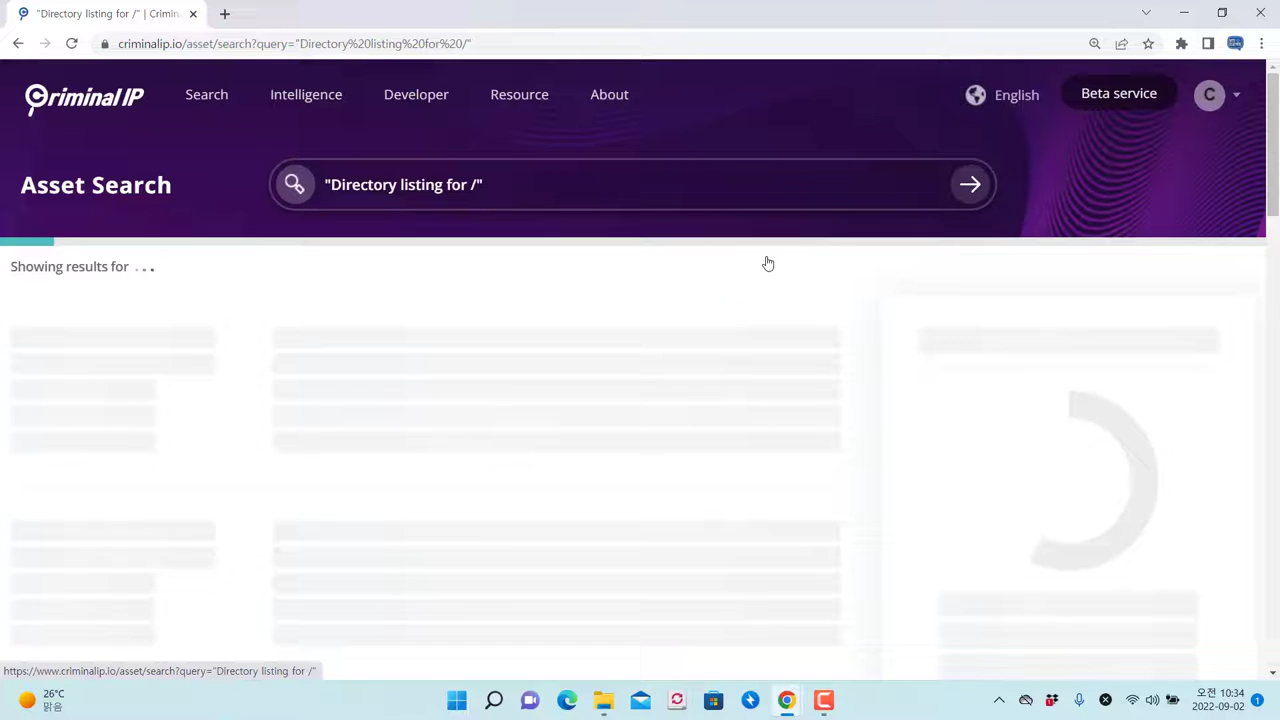 "Directory listing for /" | Crimin
criminalip.io/asset/search?query="Directory%20listing%20for%20/"
Criminal IP
Search
Intelligence
Developer
Resource
About
English
Beta service
C
Asset Search
"Directory listing for /"
Showing results for ...
https://www.criminalip.io/asset/search?query="Directory listing for /"
26°C
맑음
오전 10:34
2022-09-02
1